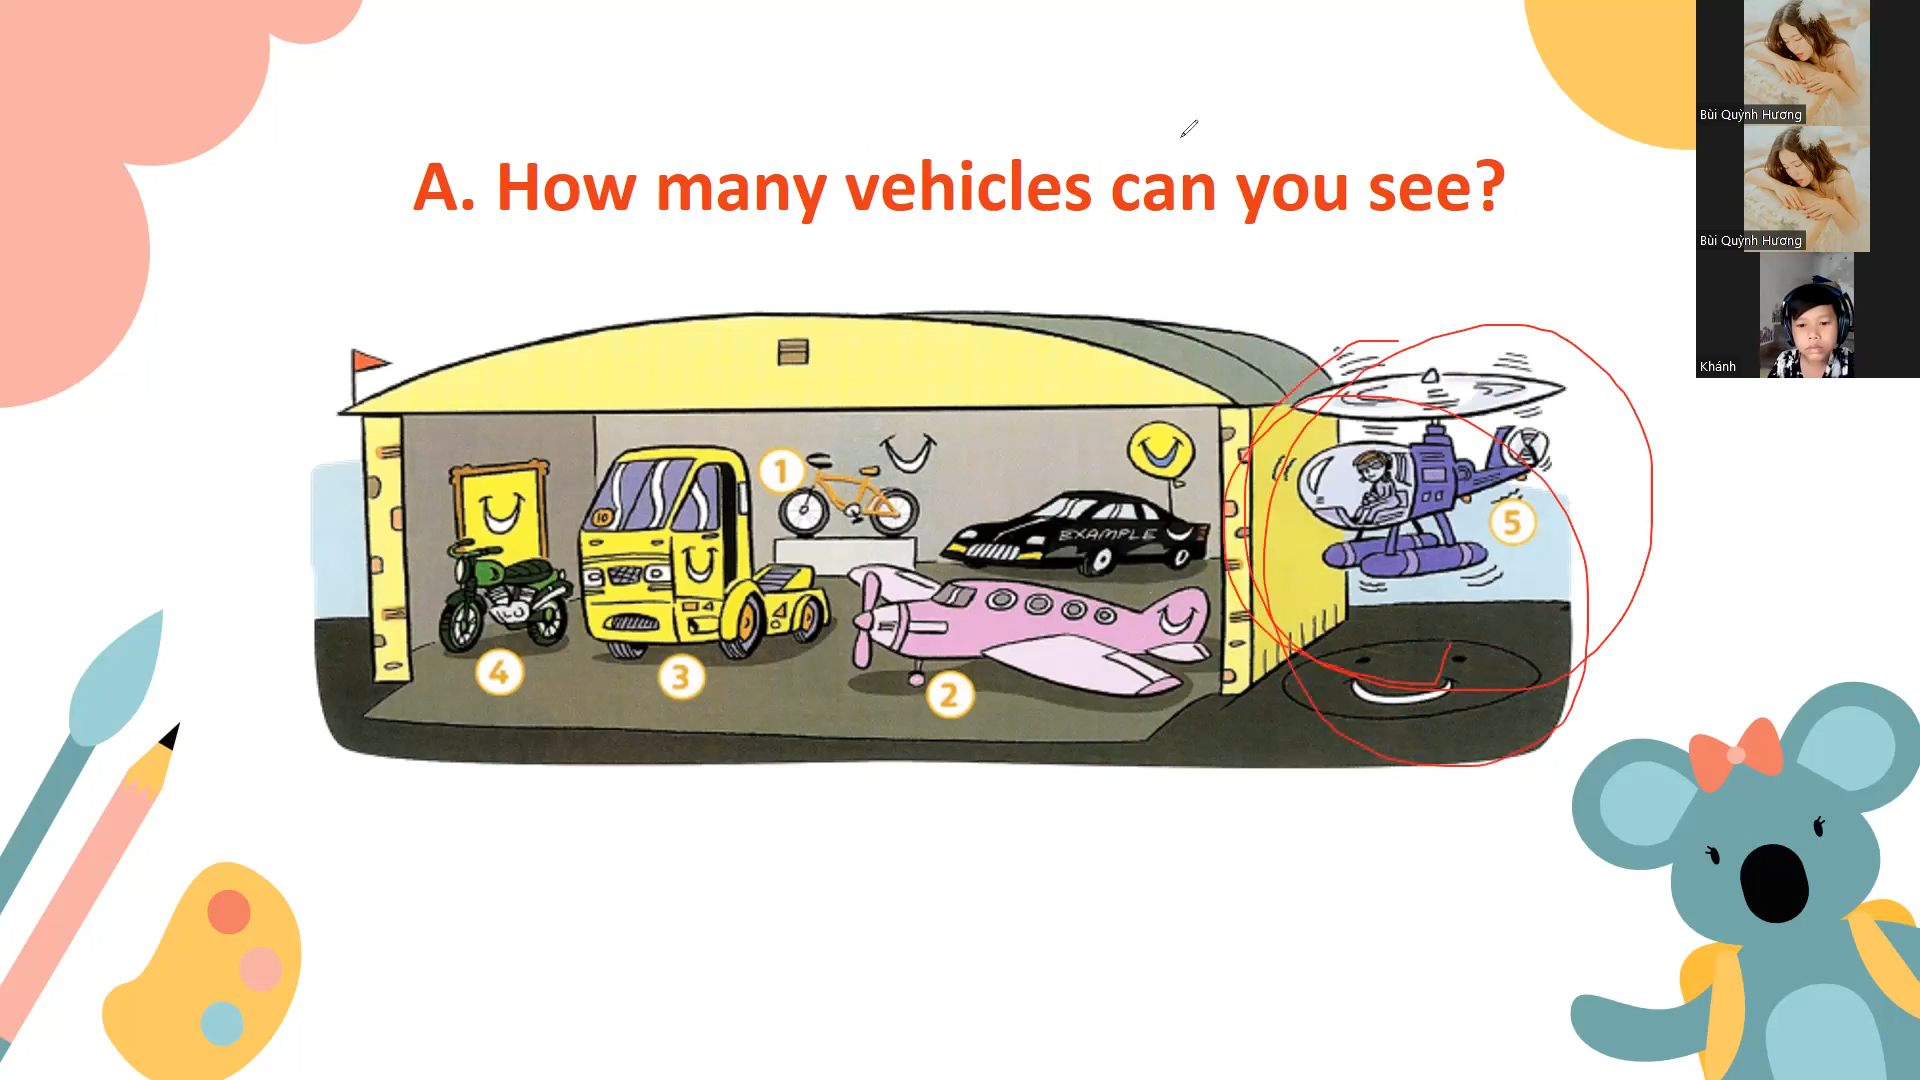 A. How many vehicles can you see?
Bùi Quỳnh Hương
Bùi Quỳnh Hương
Khánh
1
EXAMPLE
10
5
4
3
2